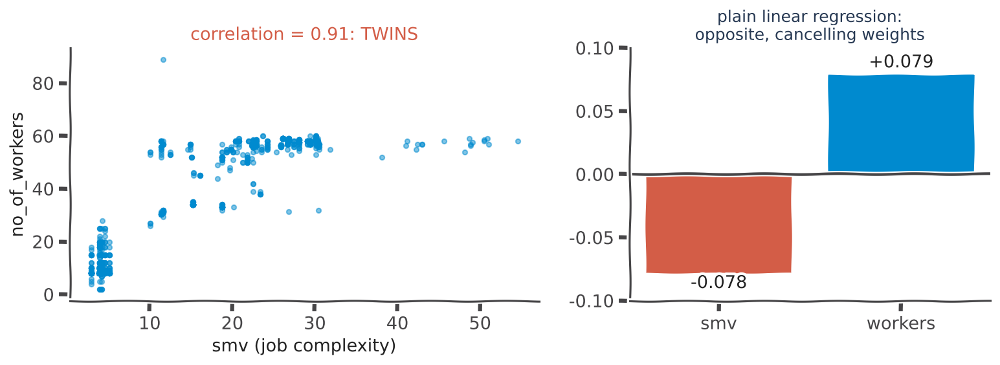 correlation = 0.91: TWINS
no_of_workers
80
60
40
20
0
10 20 30 40 50
smv (job complexity)
plain linear regression:
opposite, cancelling weights
0.10
0.05
0.00
-0.05
-0.10
+0.079
-0.078
smv workers